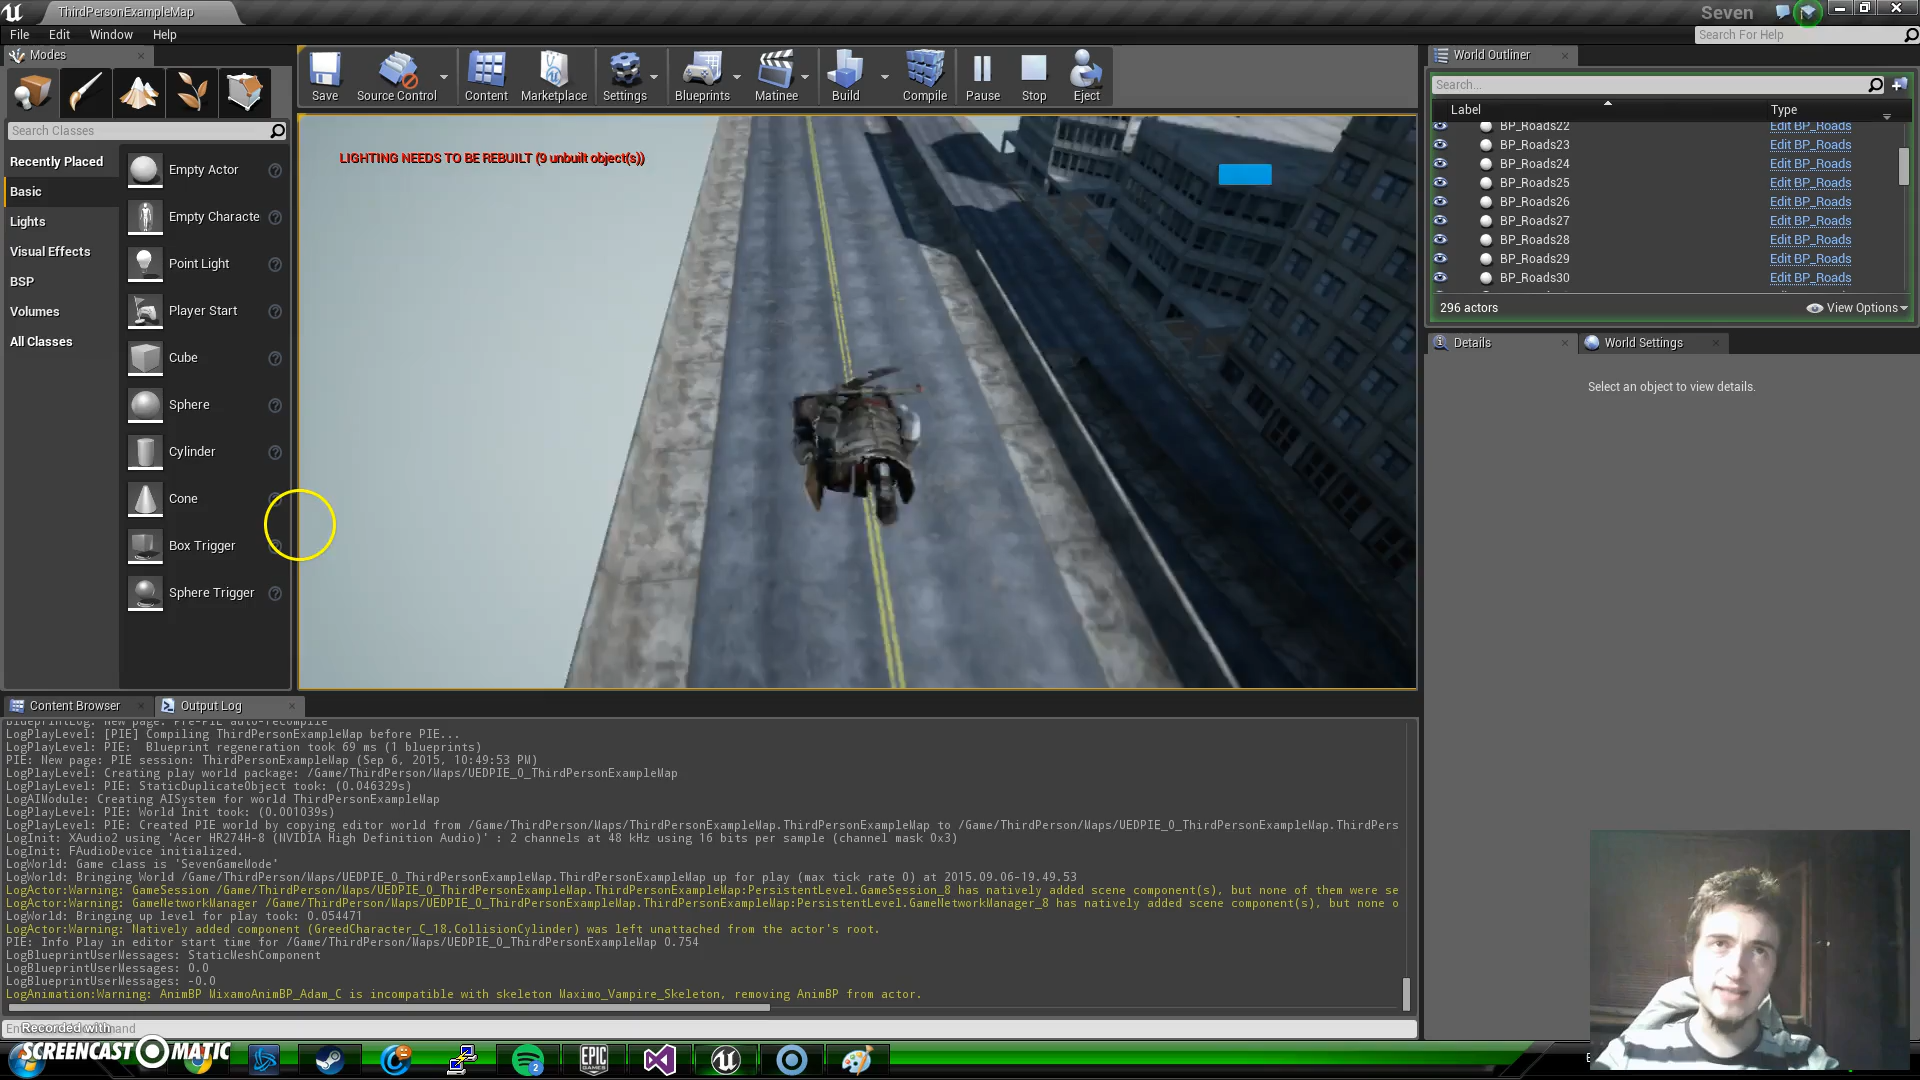 ThirdPersonExampleMap
Seven
File
Edit
Window
Help
Search For Help
Modes
Search Classes
Recently Placed
Basic
Lights
Visual Effects
BSP
Volumes
All Classes
Empty Actor
Empty Characte
Point Light
Player Start
Cube
Sphere
Cylinder
Cone
Box Trigger
Sphere Trigger
Save
Source Control
Content
Marketplace
Settings
Blueprints
Matinee
Build
Compile
Pause
Stop
Eject
LIGHTING NEEDS TO BE REBUILT (9 unbuilt object(s))
World Outliner
Search...
Label
Type
BP_Roads22 Edit BP_Roads
BP_Roads23 Edit BP_Roads
BP_Roads24 Edit BP_Roads
BP_Roads25 Edit BP_Roads
BP_Roads26 Edit BP_Roads
BP_Roads27 Edit BP_Roads
BP_Roads28 Edit BP_Roads
BP_Roads29 Edit BP_Roads
BP_Roads30 Edit BP_Roads
296 actors
View Options
Details
World Settings
Select an object to view details.
Content Browser
Output Log
BlueprintLog: New page: Pre-PIE auto-recompile
LogPlayLevel: [PIE] Compiling ThirdPersonExampleMap before PIE...
LogPlayLevel: PIE: Blueprint regeneration took 69 ms (1 blueprints)
PIE: New page: PIE session: ThirdPersonExampleMap (Sep 6, 2015, 10:49:53 PM)
LogPlayLevel: Creating play world package: /Game/ThirdPerson/Maps/UEDPIE_0_ThirdPersonExampleMap
LogPlayLevel: PIE: StaticDuplicateObject took: (0.046329s)
LogAIModule: Creating AISystem for world ThirdPersonExampleMap
LogPlayLevel: PIE: World Init took: (0.001039s)
LogPlayLevel: PIE: Created PIE world by copying editor world from /Game/ThirdPerson/Maps/ThirdPersonExampleMap.ThirdPersonExampleMap to /Game/ThirdPerson/Maps/UEDPIE_0_ThirdPersonExampleMap.ThirdPers
LogInit: XAudio2 using 'Acer HR274H-8 (NVIDIA High Definition Audio)' : 2 channels at 48 kHz using 16 bits per sample (channel mask 0x3)
LogInit: FAudioDevice initialized.
LogWorld: Game class is 'SevenGameMode'
LogWorld: Bringing World /Game/ThirdPerson/Maps/UEDPIE_0_ThirdPersonExampleMap.ThirdPersonExampleMap up for play (max tick rate 0) at 2015.09.06-19.49.53
LogActor:Warning: GameSession /Game/ThirdPerson/Maps/UEDPIE_0_ThirdPersonExampleMap.ThirdPersonExampleMap:PersistentLevel.GameSession_8 has natively added scene component(s), but none of them were se
LogActor:Warning: GameNetworkManager /Game/ThirdPerson/Maps/UEDPIE_0_ThirdPersonExampleMap.ThirdPersonExampleMap:PersistentLevel.GameNetworkManager_8 has natively added scene component(s), but none o
LogWorld: Bringing up level for play took: 0.054471
LogActor:Warning: Natively added component (GreedCharacter_C_18.CollisionCylinder) was left unattached from the actor's root.
PIE: Info Play in editor start time for /Game/ThirdPerson/Maps/UEDPIE_0_ThirdPersonExampleMap 0.754
LogBlueprintUserMessages: StaticMeshComponent
LogBlueprintUserMessages: 0.0
LogBlueprintUserMessages: -0.0
LogAnimation:Warning: AnimBP MixamoAnimBP_Adam_C is incompatible with skeleton Maximo_Vampire_Skeleton, removing AnimBP from actor.
Recorded with
SCREENCAST MATIC
2
EPIC
GAMES